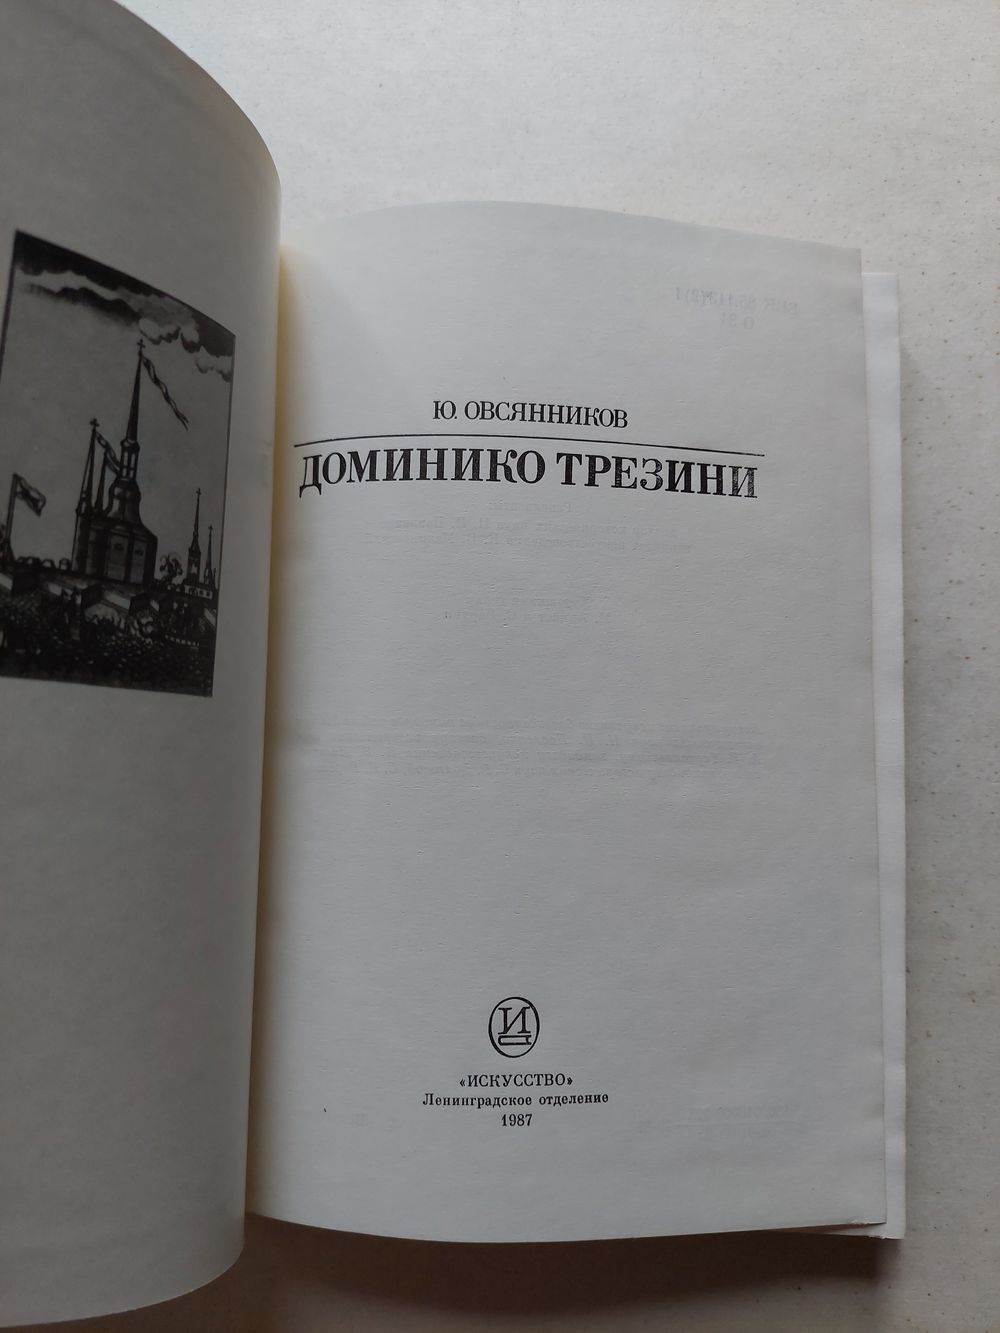 Ю. ОВСЯННИКОВ
ДОМИНИКО ТРЕЗИНИ
И
«ИСКУССТВО»
Ленинградское отделение
1987